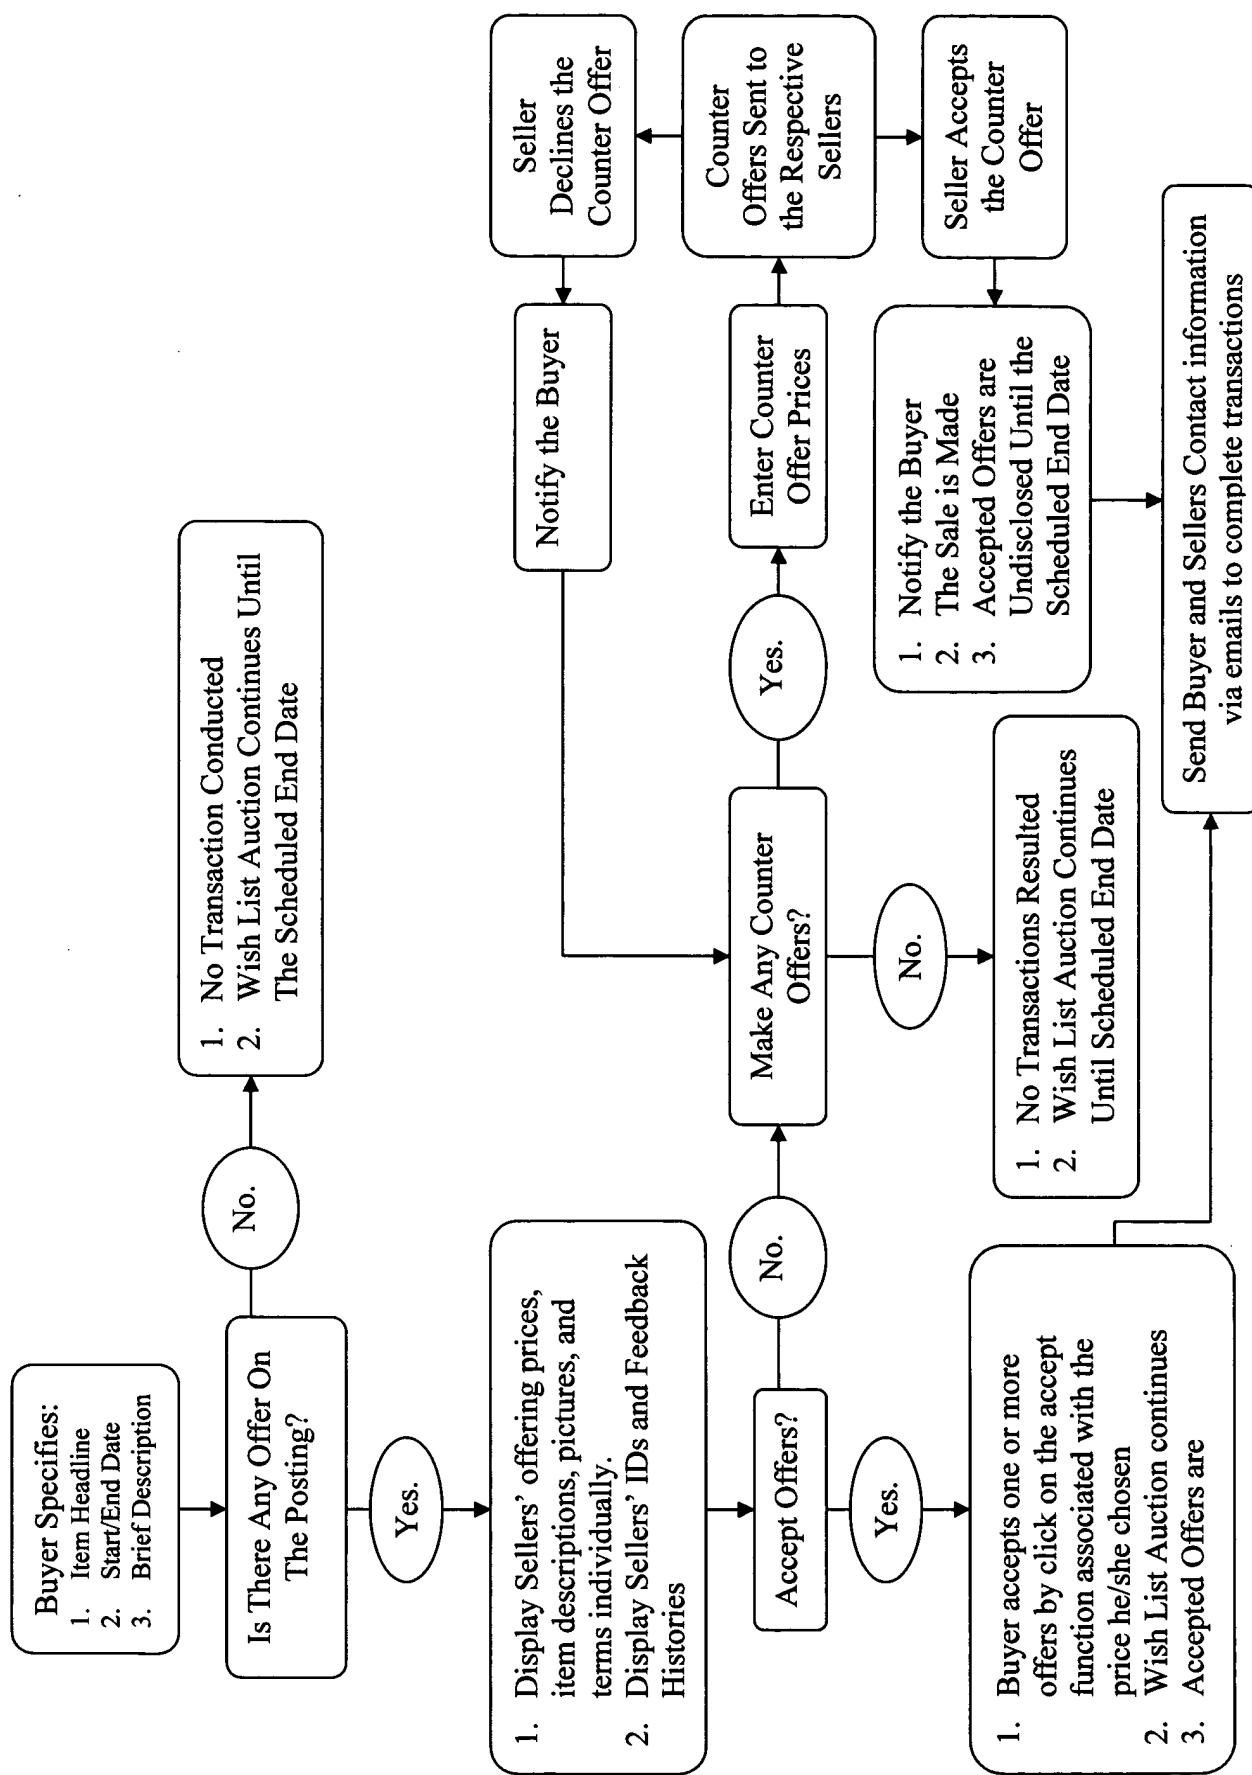 Buyer Specifies:
1. Item Headline
2. Start/End Date
3. Brief Description
Is There Any Offer On
The Posting?
No.
1. No Transaction Conducted
2. Wish List Auction Continues Until
The Scheduled End Date
Yes.
1. Display Sellers' offering prices,
item descriptions, pictures, and
terms individually.
2. Display Sellers' IDs and Feedback
Histories
Accept Offers?
No.
Make Any Counter
Offers?
Yes.
Enter Counter
Offer Prices
Counter
Offers Sent to
the Respective
Sellers
Seller
Declines the
Counter Offer
Notify the Buyer
Seller Accepts
the Counter
Offer
1. Notify the Buyer
2. The Sale is Made
3. Accepted Offers are
Undisclosed Until the
Scheduled End Date
No.
1. No Transactions Resulted
2. Wish List Auction Continues
Until Scheduled End Date
Yes.
1. Buyer accepts one or more
offers by click on the accept
function associated with the
price he/she chosen
2. Wish List Auction continues
3. Accepted Offers are
Send Buyer and Sellers Contact information
via emails to complete transactions